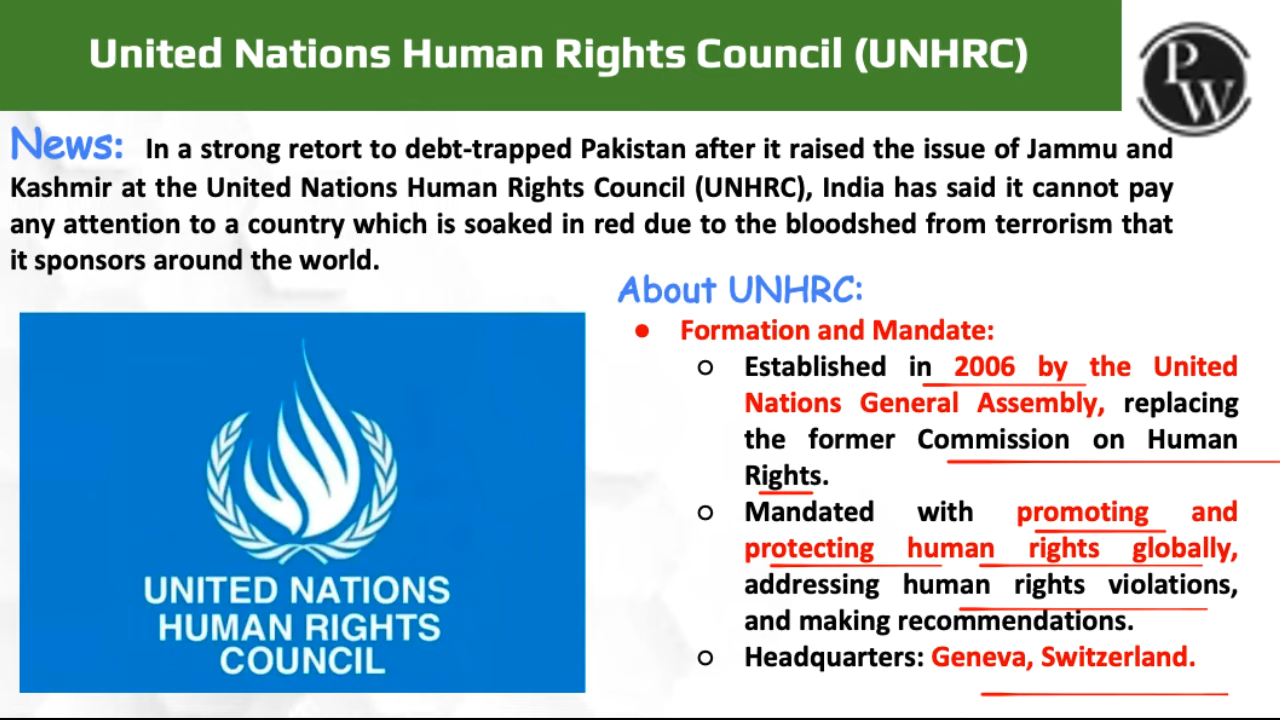 United Nations Human Rights Council (UNHRC)
PW
News: In a strong retort to debt-trapped Pakistan after it raised the issue of Jammu and
Kashmir at the United Nations Human Rights Council (UNHRC), India has said it cannot pay
any attention to a country which is soaked in red due to the bloodshed from terrorism that
it sponsors around the world.
UNITED NATIONS
HUMAN RIGHTS
COUNCIL
About UNHRC:
● Formation and Mandate:
○ Established in 2006 by the United
Nations General Assembly, replacing
the former Commission on Human
Rights.
○ Mandated with promoting and
protecting human rights globally,
addressing human rights violations,
and making recommendations.
○ Headquarters: Geneva, Switzerland.